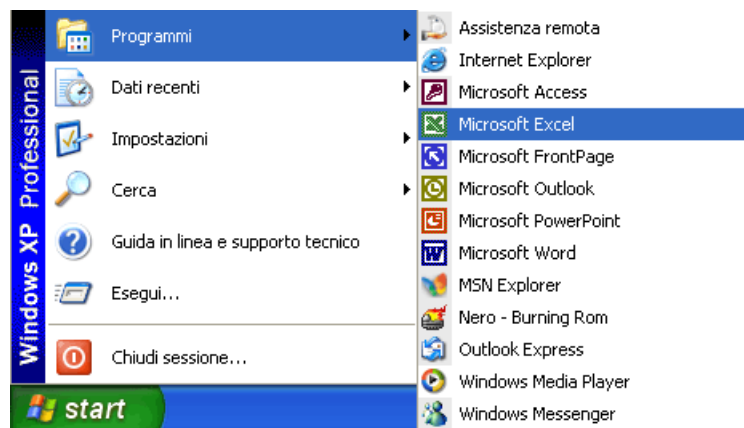 Windows XP Professional
Programmi
Dati recenti
Impostazioni
Cerca
Guida in linea e supporto tecnico
Esegui...
Chiudi sessione...
start
Assistenza remota
Internet Explorer
Microsoft Access
Microsoft Excel
Microsoft FrontPage
Microsoft Outlook
Microsoft PowerPoint
Microsoft Word
MSN Explorer
Nero - Burning Rom
Outlook Express
Windows Media Player
Windows Messenger